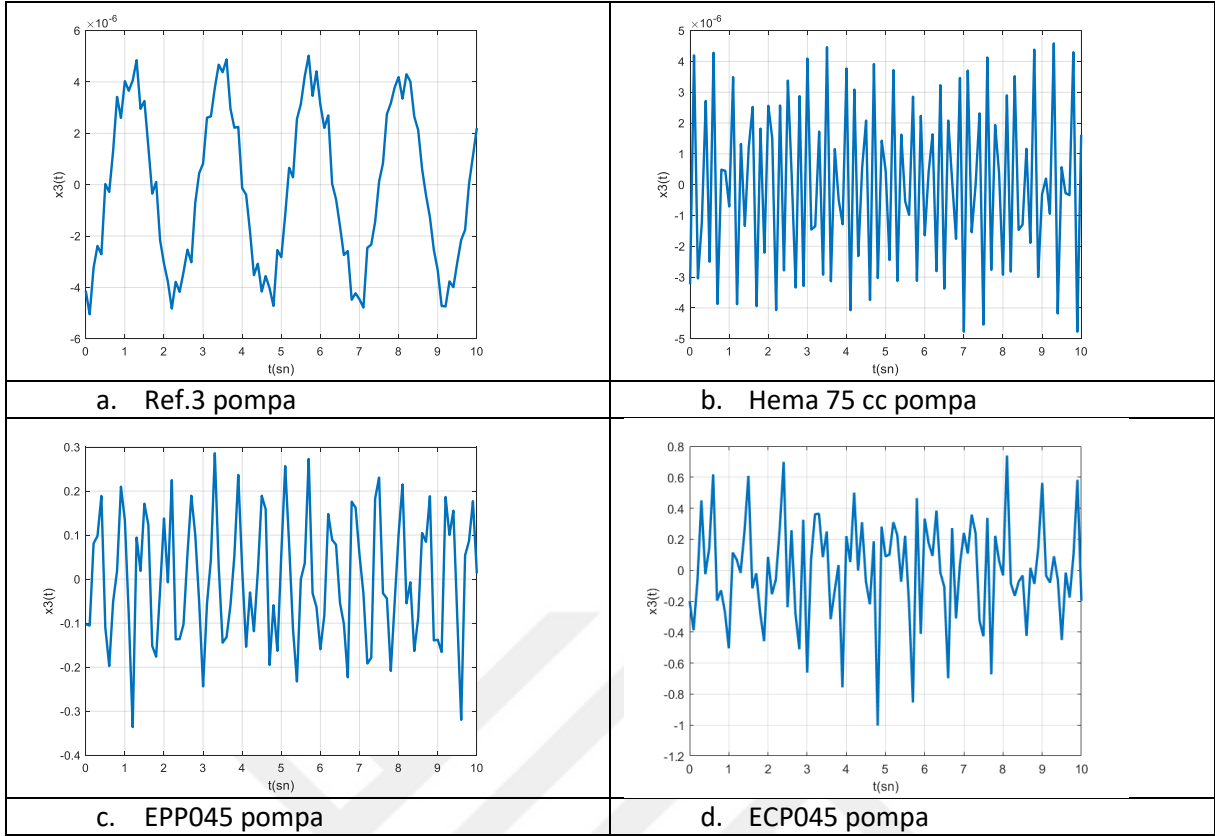 ×10⁻⁶
6
4
2
0
-2
-4
-6
x3(t)
0 1 2 3 4 5 6 7 8 9 10
t(sn)
×10⁻⁶
5
4
3
2
1
0
-1
-2
-3
-4
-5
x3(t)
0 1 2 3 4 5 6 7 8 9 10
t(sn)
a. Ref.3 pompa
b. Hema 75 cc pompa
0.3
0.2
0.1
0
-0.1
-0.2
-0.3
-0.4
x3(t)
0 1 2 3 4 5 6 7 8 9 10
t(sn)
0.8
0.6
0.4
0.2
0
-0.2
-0.4
-0.6
-0.8
-1
-1.2
x3(t)
0 1 2 3 4 5 6 7 8 9 10
t(sn)
c. EPP045 pompa
d. ECP045 pompa